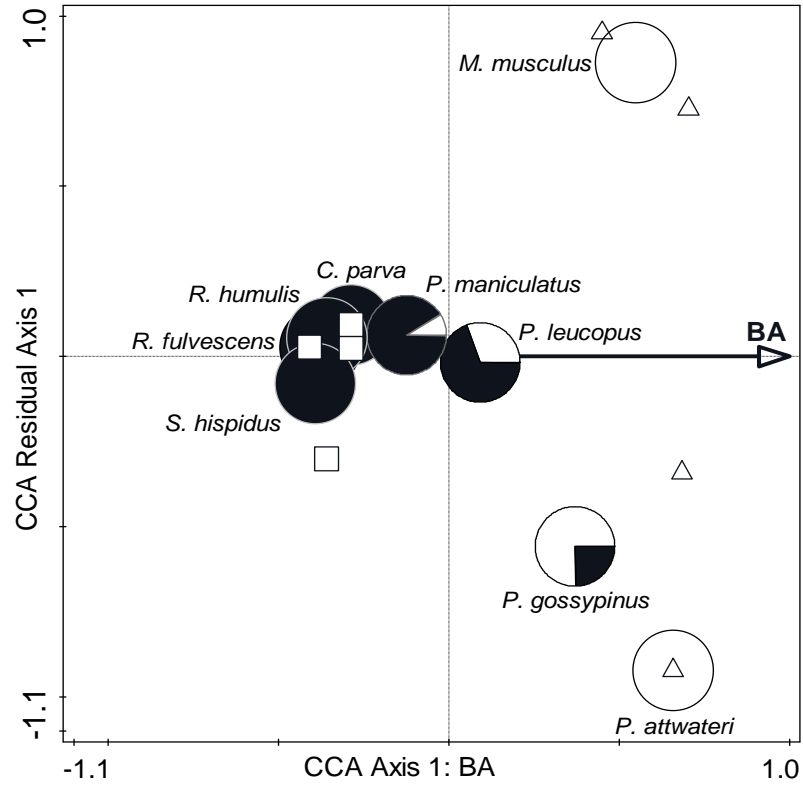 1.0
M. musculus
C. parva
P. maniculatus
R. humulis
P. leucopus
BA
R. fulvescens
S. hispidus
CCA Residual Axis 1
P. gossypinus
P. attwateri
-1.1
-1.1
CCA Axis 1: BA
1.0